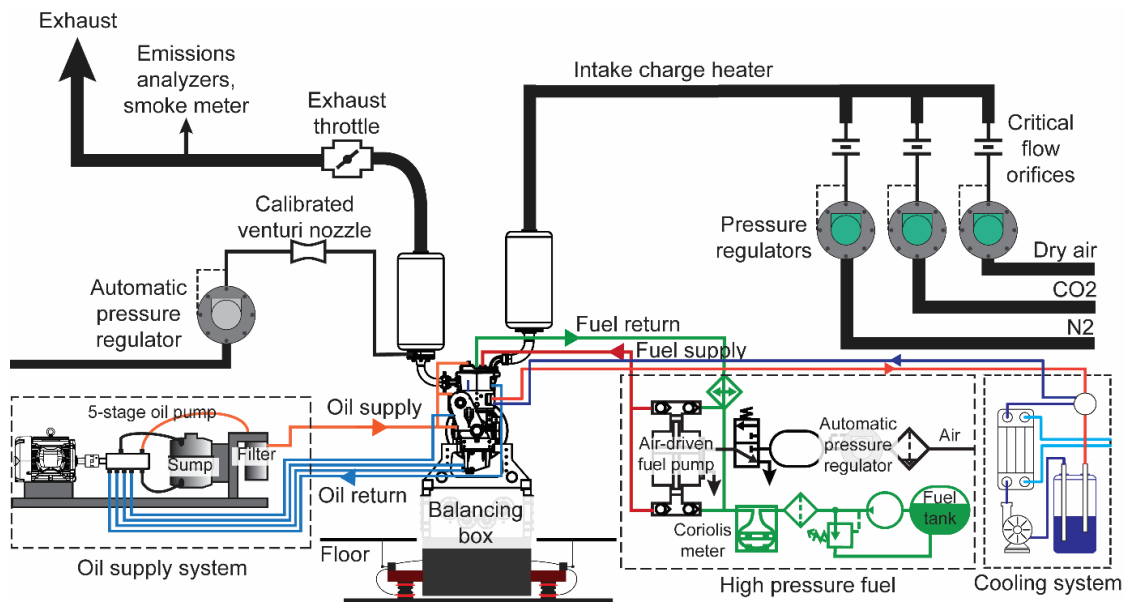 Exhaust
Emissions
analyzers,
smoke meter
Exhaust
throttle
Intake charge heater
Critical
flow
orifices
Calibrated
venturi nozzle
Pressure
regulators
Dry air
CO2
N2
Automatic
pressure
regulator
Fuel return
Fuel supply
5-stage oil pump
Oil supply
Sump
Filter
Oil return
Air-driven
fuel pump
Automatic
pressure
regulator
Air
Fuel
tank
Coriolis
meter
Balancing
box
Floor
Oil supply system
High pressure fuel
Cooling system